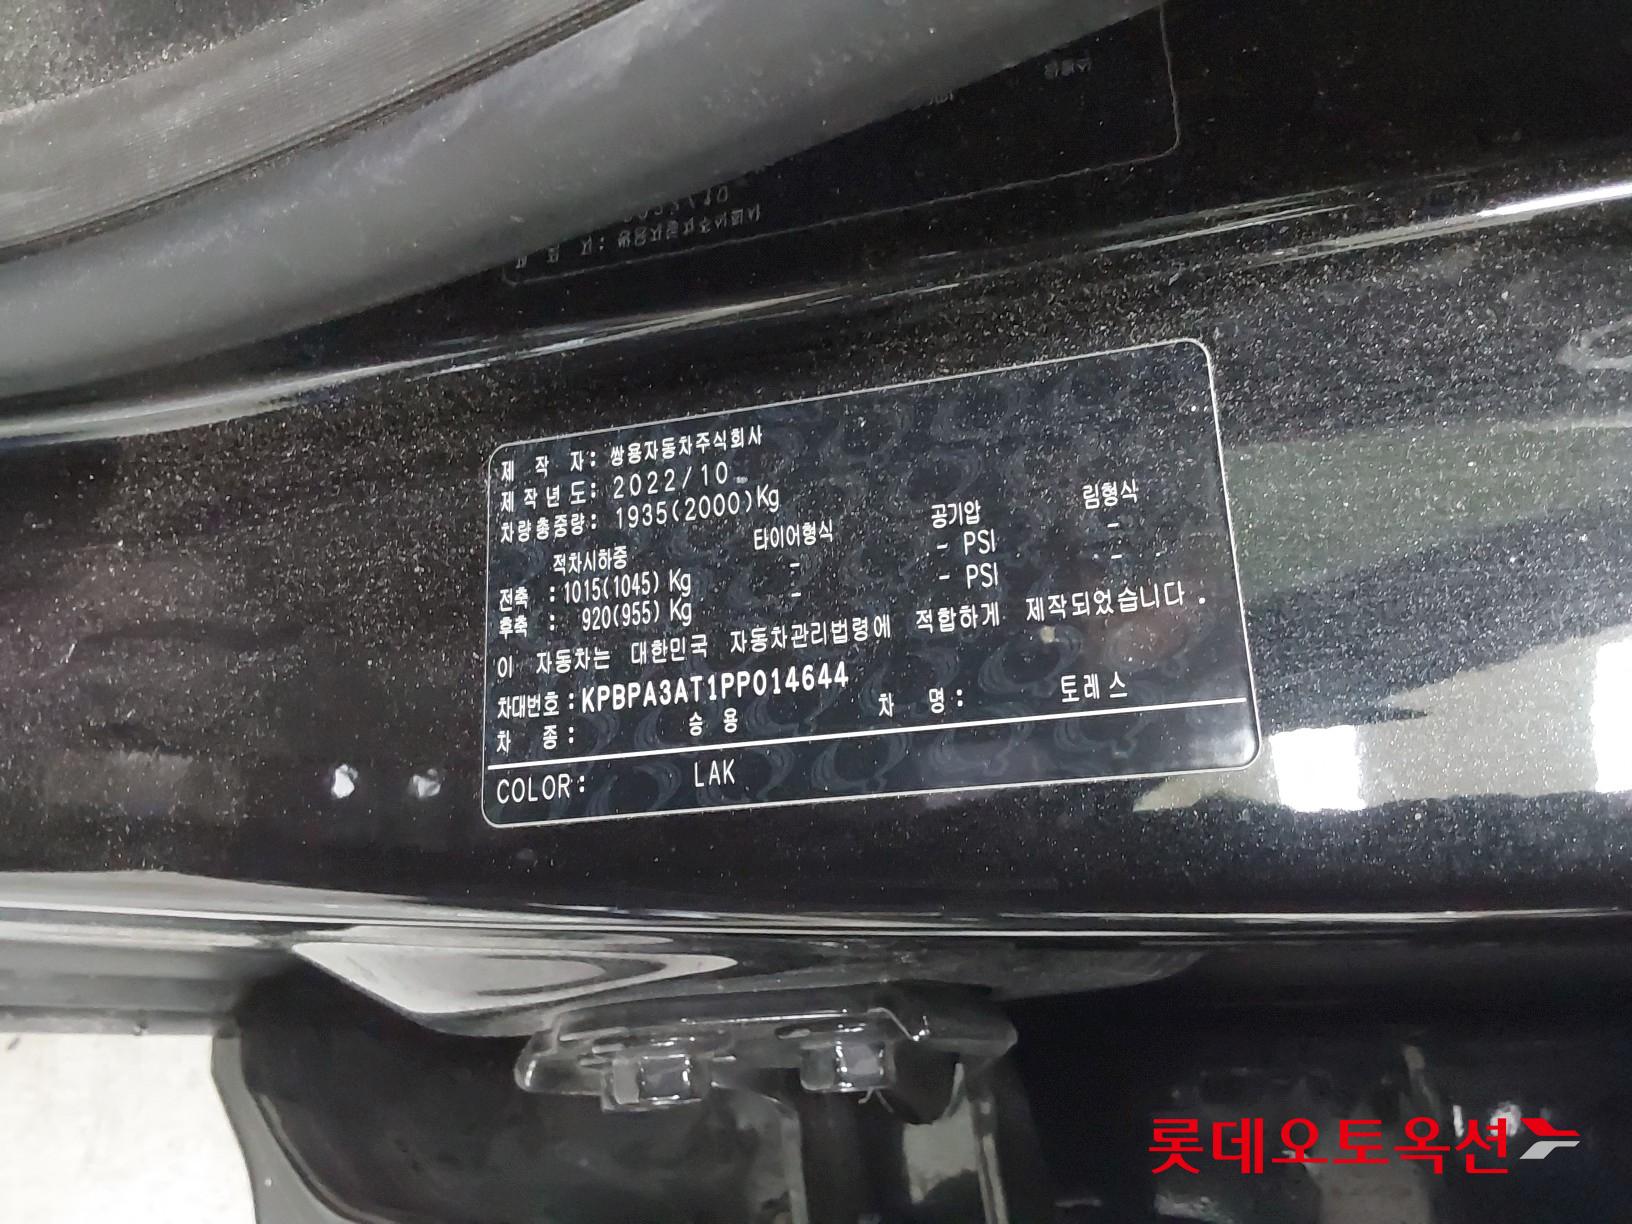 제 작 자: 쌍용자동차주식회사
제작년도: 2022/10
차량총중량: 1935(2000)Kg
적차시하중 타이어형식 공기압 림형식
전축 : 1015(1045) Kg - - PSI -
후축 : 920(955) Kg - - PSI -
이 자동차는 대한민국 자동차관리법령에 적합하게 제작되었습니다.
차대번호: KPBPA3AT1PP014644
차 종: 승 용 차 명: 토레스
COLOR: LAK
롯데오토옥션